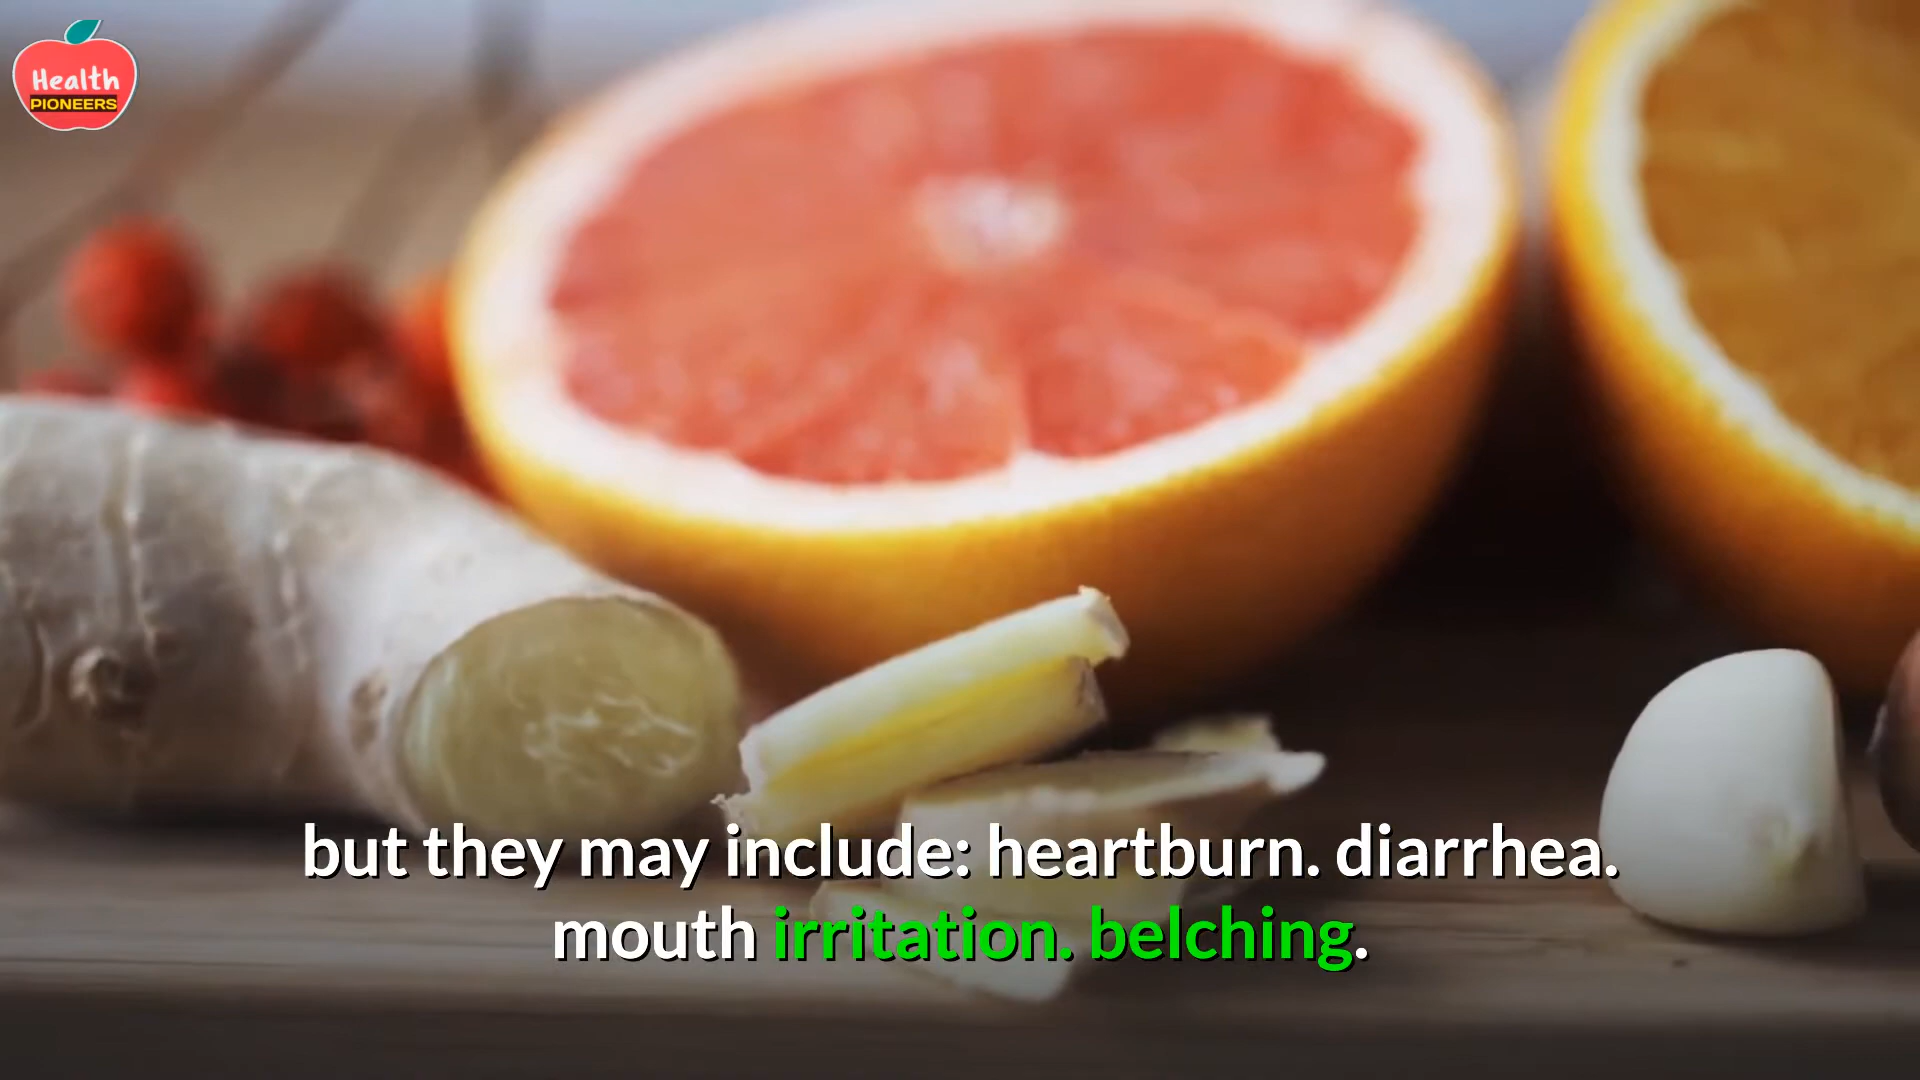 Health
PIONEERS
but they may include: heartburn. diarrhea.
mouth irritation. belching.